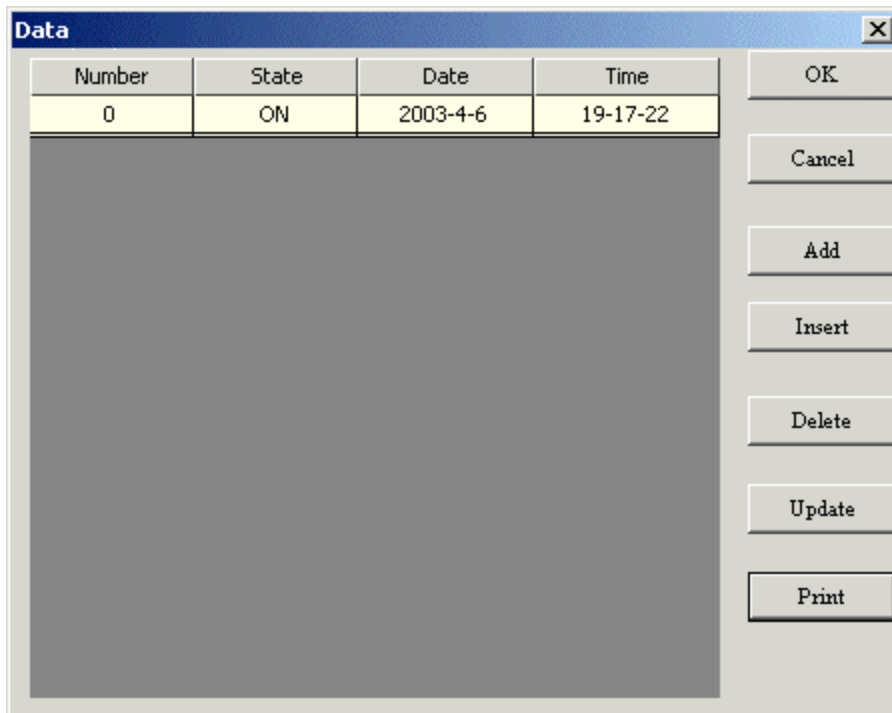 Data
Number State Date Time
0 ON 2003-4-6 19-17-22
OK
Cancel
Add
Insert
Delete
Update
Print